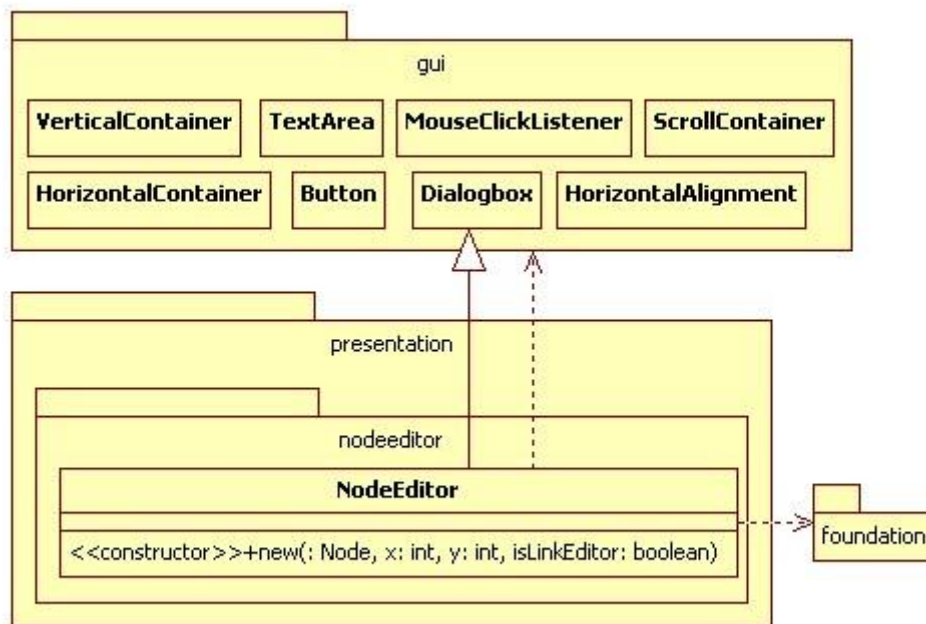 gui
VerticalContainer TextArea MouseClickListener ScrollContainer
HorizontalContainer Button Dialogbox HorizontalAlignment
presentation
nodeeditor
NodeEditor
<<constructor>>+new(: Node, x: int, y: int, isLinkEditor: boolean)
foundation